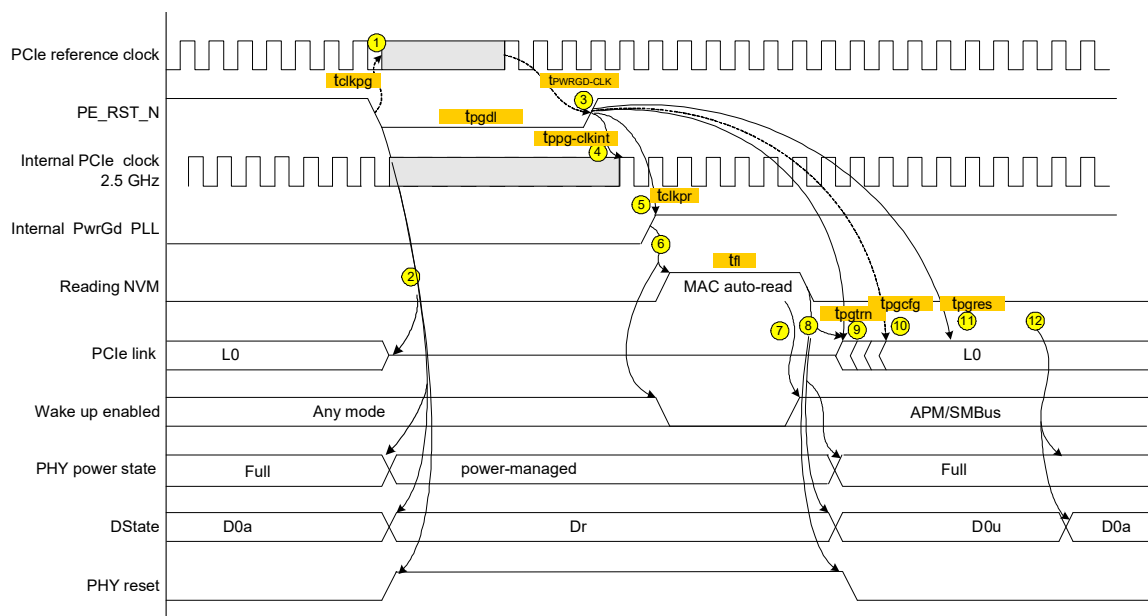 PCIe reference clock
1
tclkpg
tPWRGD-CLK
PE_RST_N
3
tpgdl
tppg-clkint
4
Internal PCIe clock
2.5 GHz
5
tclkpr
Internal PwrGd PLL
6
tfl
Reading NVM
2
MAC auto-read
tpgtrn
tpgcfg
tpgres
7
8
9
10
11
12
PCIe link
L0
L0
Wake up enabled
Any mode
APM/SMBus
PHY power state
Full
power-managed
Full
DState
D0a
Dr
D0u
D0a
PHY reset